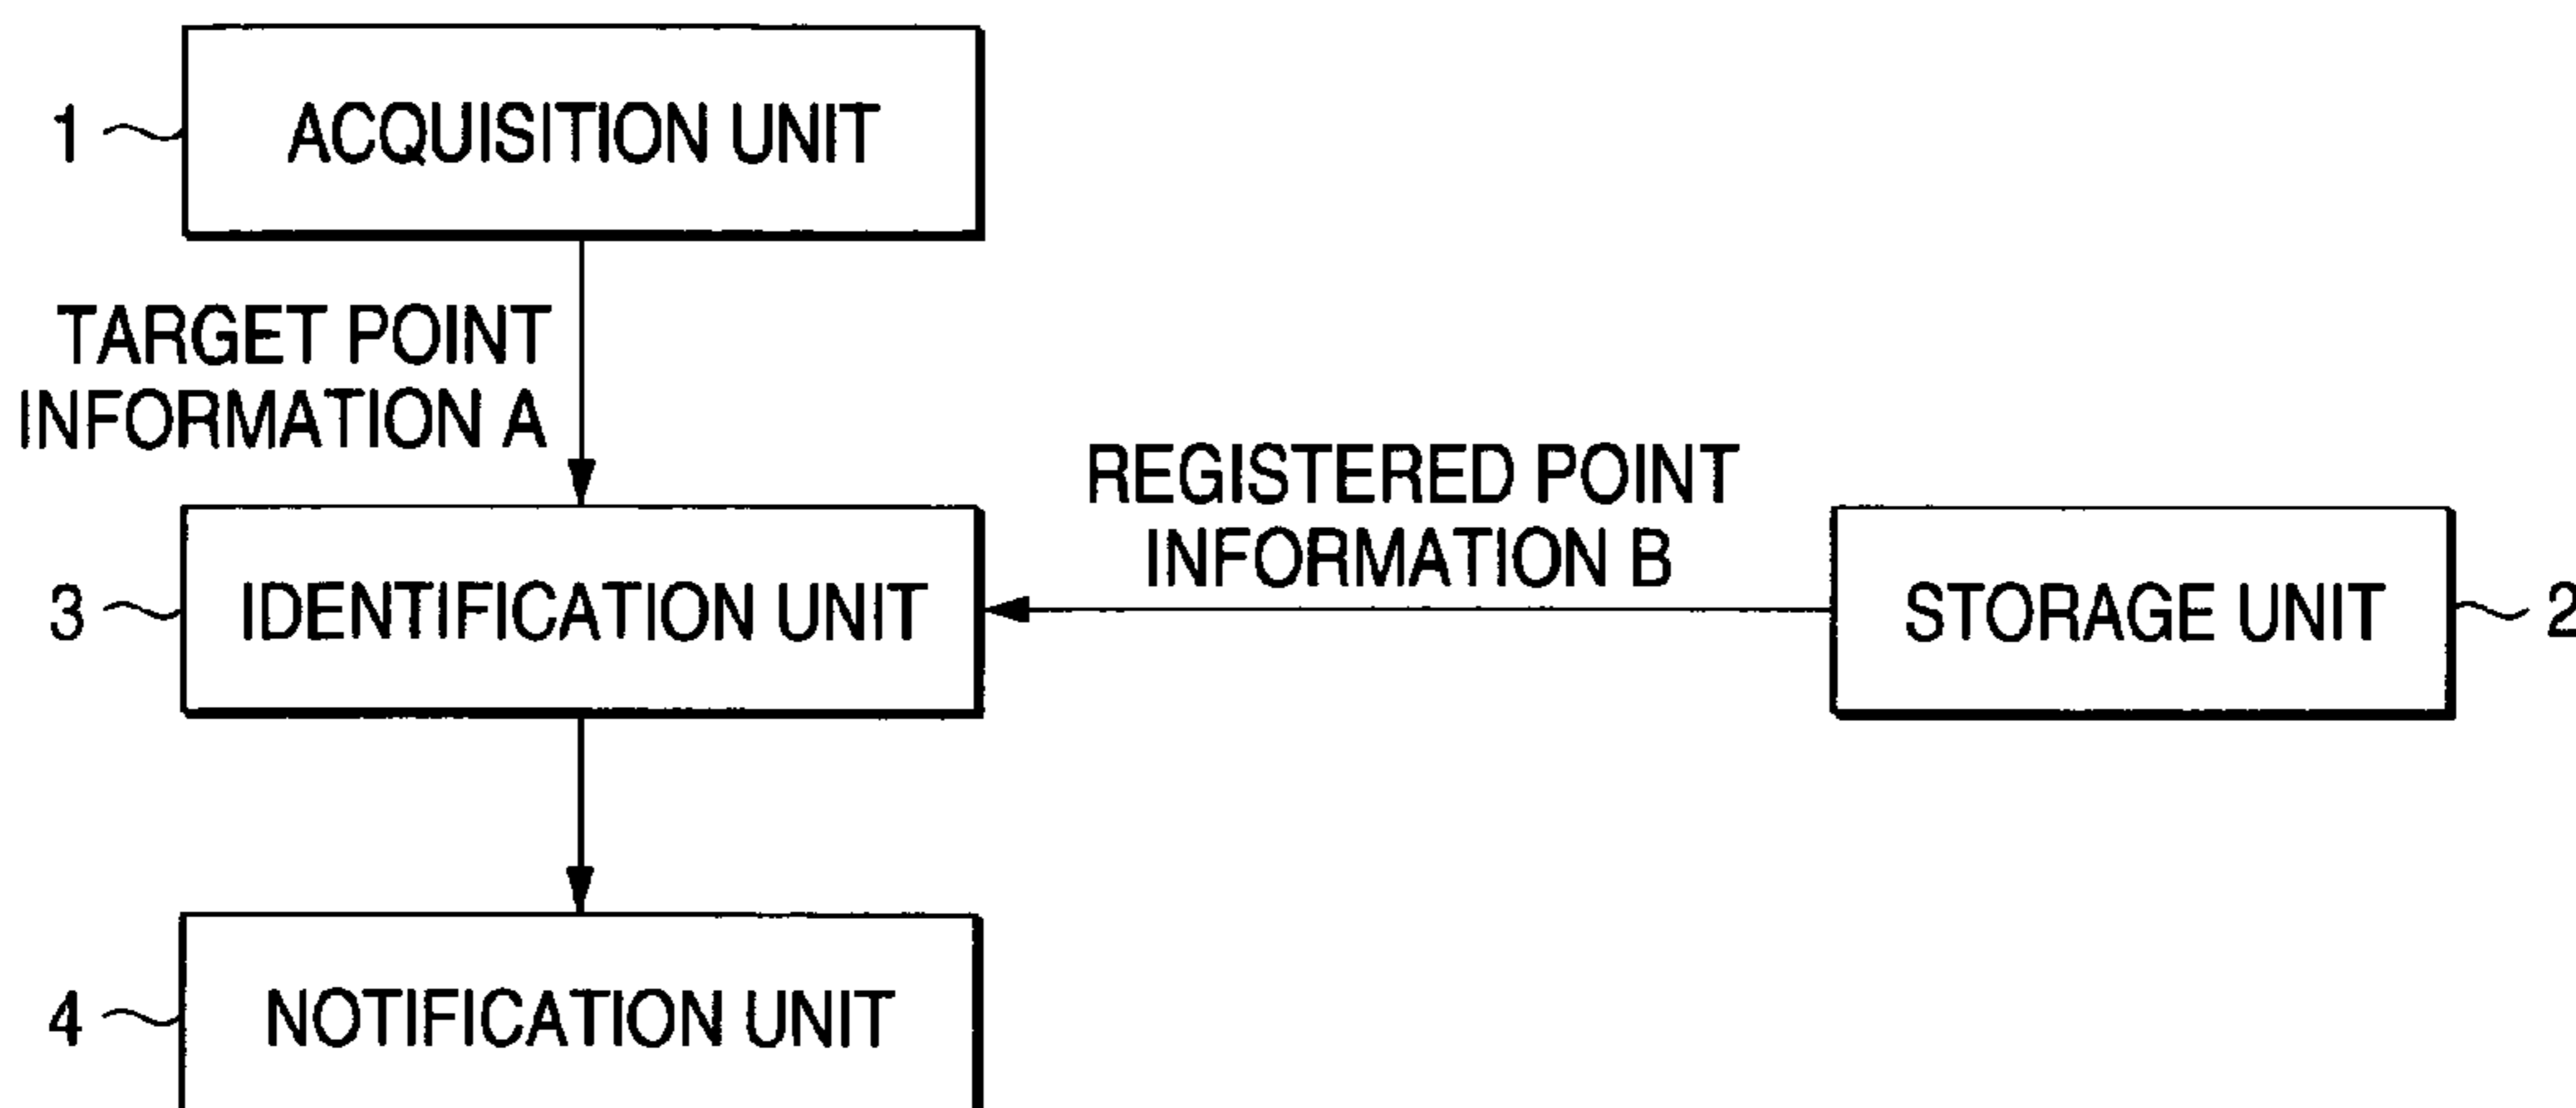 1
ACQUISITION UNIT
TARGET POINT
INFORMATION A
REGISTERED POINT
INFORMATION B
3
IDENTIFICATION UNIT
STORAGE UNIT
2
4
NOTIFICATION UNIT